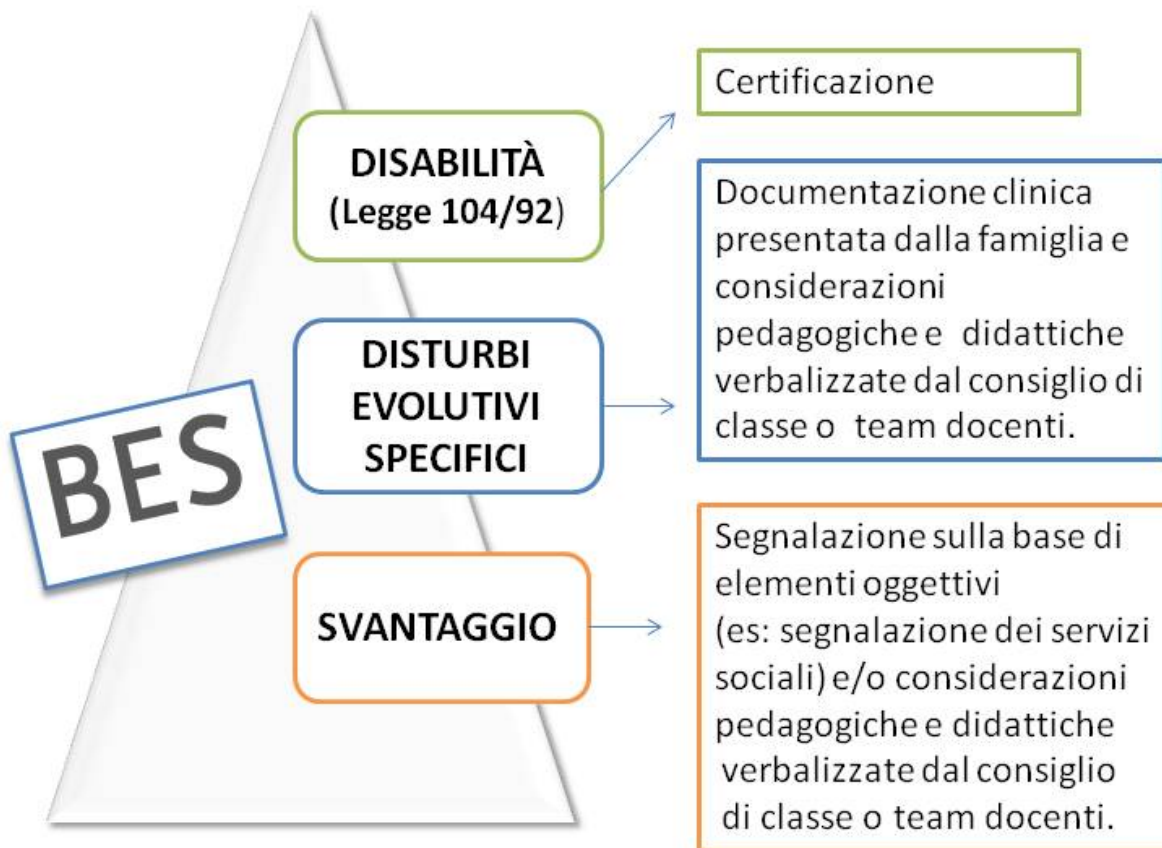 BES
DISABILITÀ
(Legge 104/92)
Certificazione
DISTURBI
EVOLUTIVI
SPECIFICI
Documentazione clinica
presentata dalla famiglia e
considerazioni
pedagogiche e didattiche
verbalizzate dal consiglio di
classe o team docenti.
SVANTAGGIO
Segnalazione sulla base di
elementi oggettivi
(es: segnalazione dei servizi
sociali) e/o considerazioni
pedagogiche e didattiche
verbalizzate dal consiglio
di classe o team docenti.